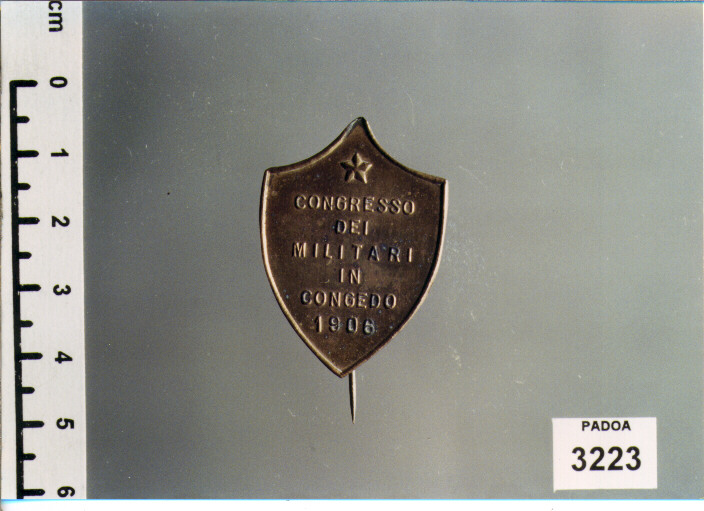 cm
0
1
2
3
4
5
6
CONGRESSO
DEI
MILITARI
IN
CONGEDO
1906
PADOA
3223